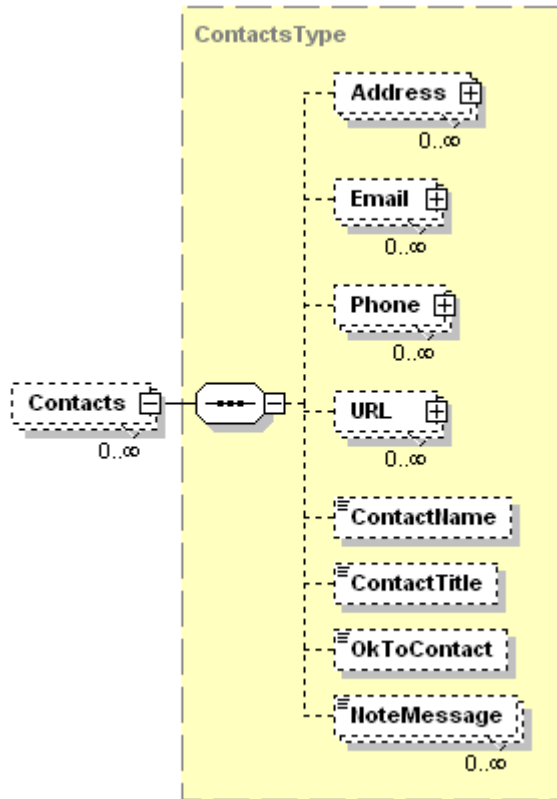 ContactsType
Address
0..∞
Email
0..∞
Phone
0..∞
Contacts
0..∞
URL
0..∞
ContactName
ContactTitle
OkToContact
NoteMessage
0..∞